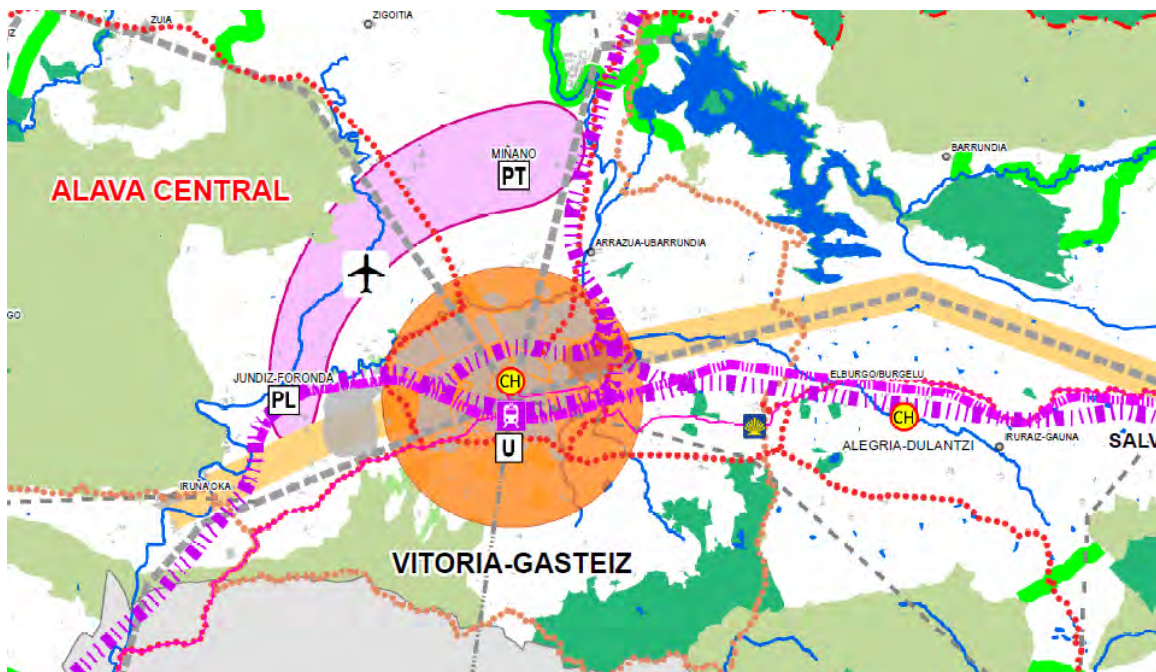 ZUIA
ZIGOITIA
MIÑANO
PT
BARRUNDIA
ALAVA CENTRAL
ARRAZUA-UBARRUNDIA
GO
JUNDIZ-FORONDA
CH
ELBURGO/BURGELU
PL
CH
U
ALEGRIA-DULANTZI
IRURAIZ-GAUNA
SALV
IRUÑA OKA
VITORIA-GASTEIZ